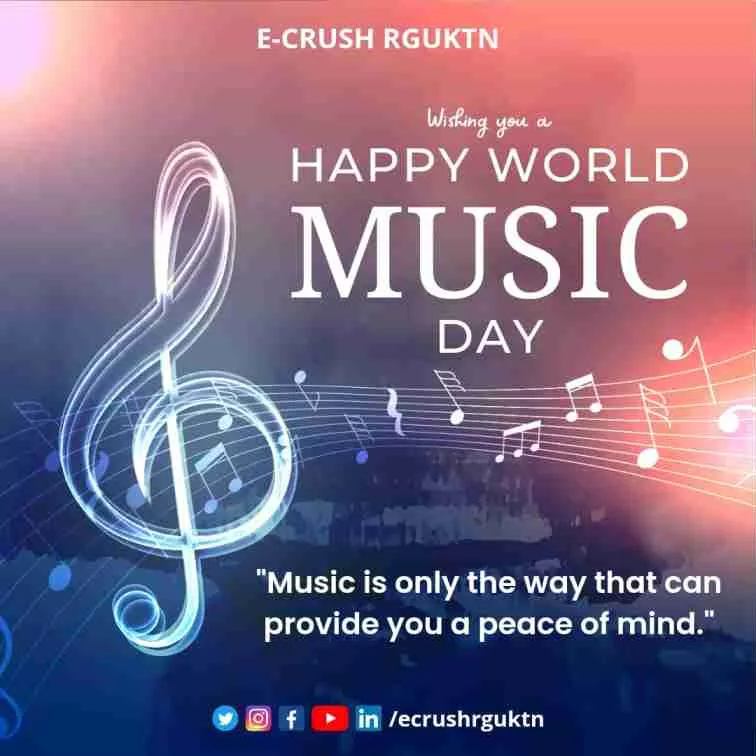 E-CRUSH RGUKTN
Wishing you a
HAPPY WORLD
MUSIC
DAY
"Music is only the way that can
provide you a peace of mind."
/ecrushrguktn